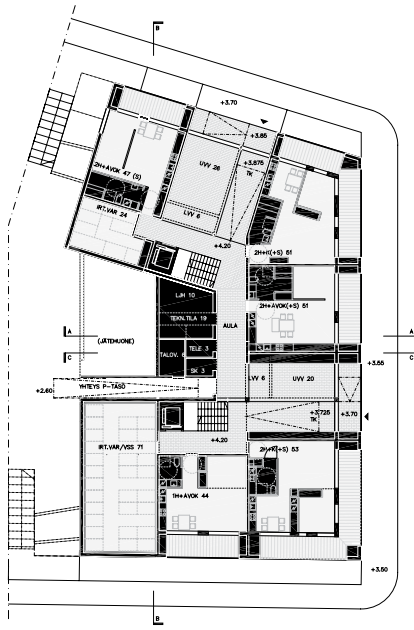 B
+3.70
+3.85
UVV 26
+3.875
TK
2H+AVOK 47 (S)
LVV 6
IRT.VAR 24
+4.20
2H+K(+S) 51
LJH 10
2H+AVOK(+S) 51
TEKN.TILA 19
AULA
A
A
(JÄTEHUONE)
TELE 3
TALOV. 6
C
C
+3.55
SK 3
LVV 6
UVV 20
YHTEYS P-TASO
+2.60
+3.725
+3.70
TK
+4.20
IRT.VAR/VSS 71
2H+K(+S) 53
1H+AVOK 44
+3.50
B